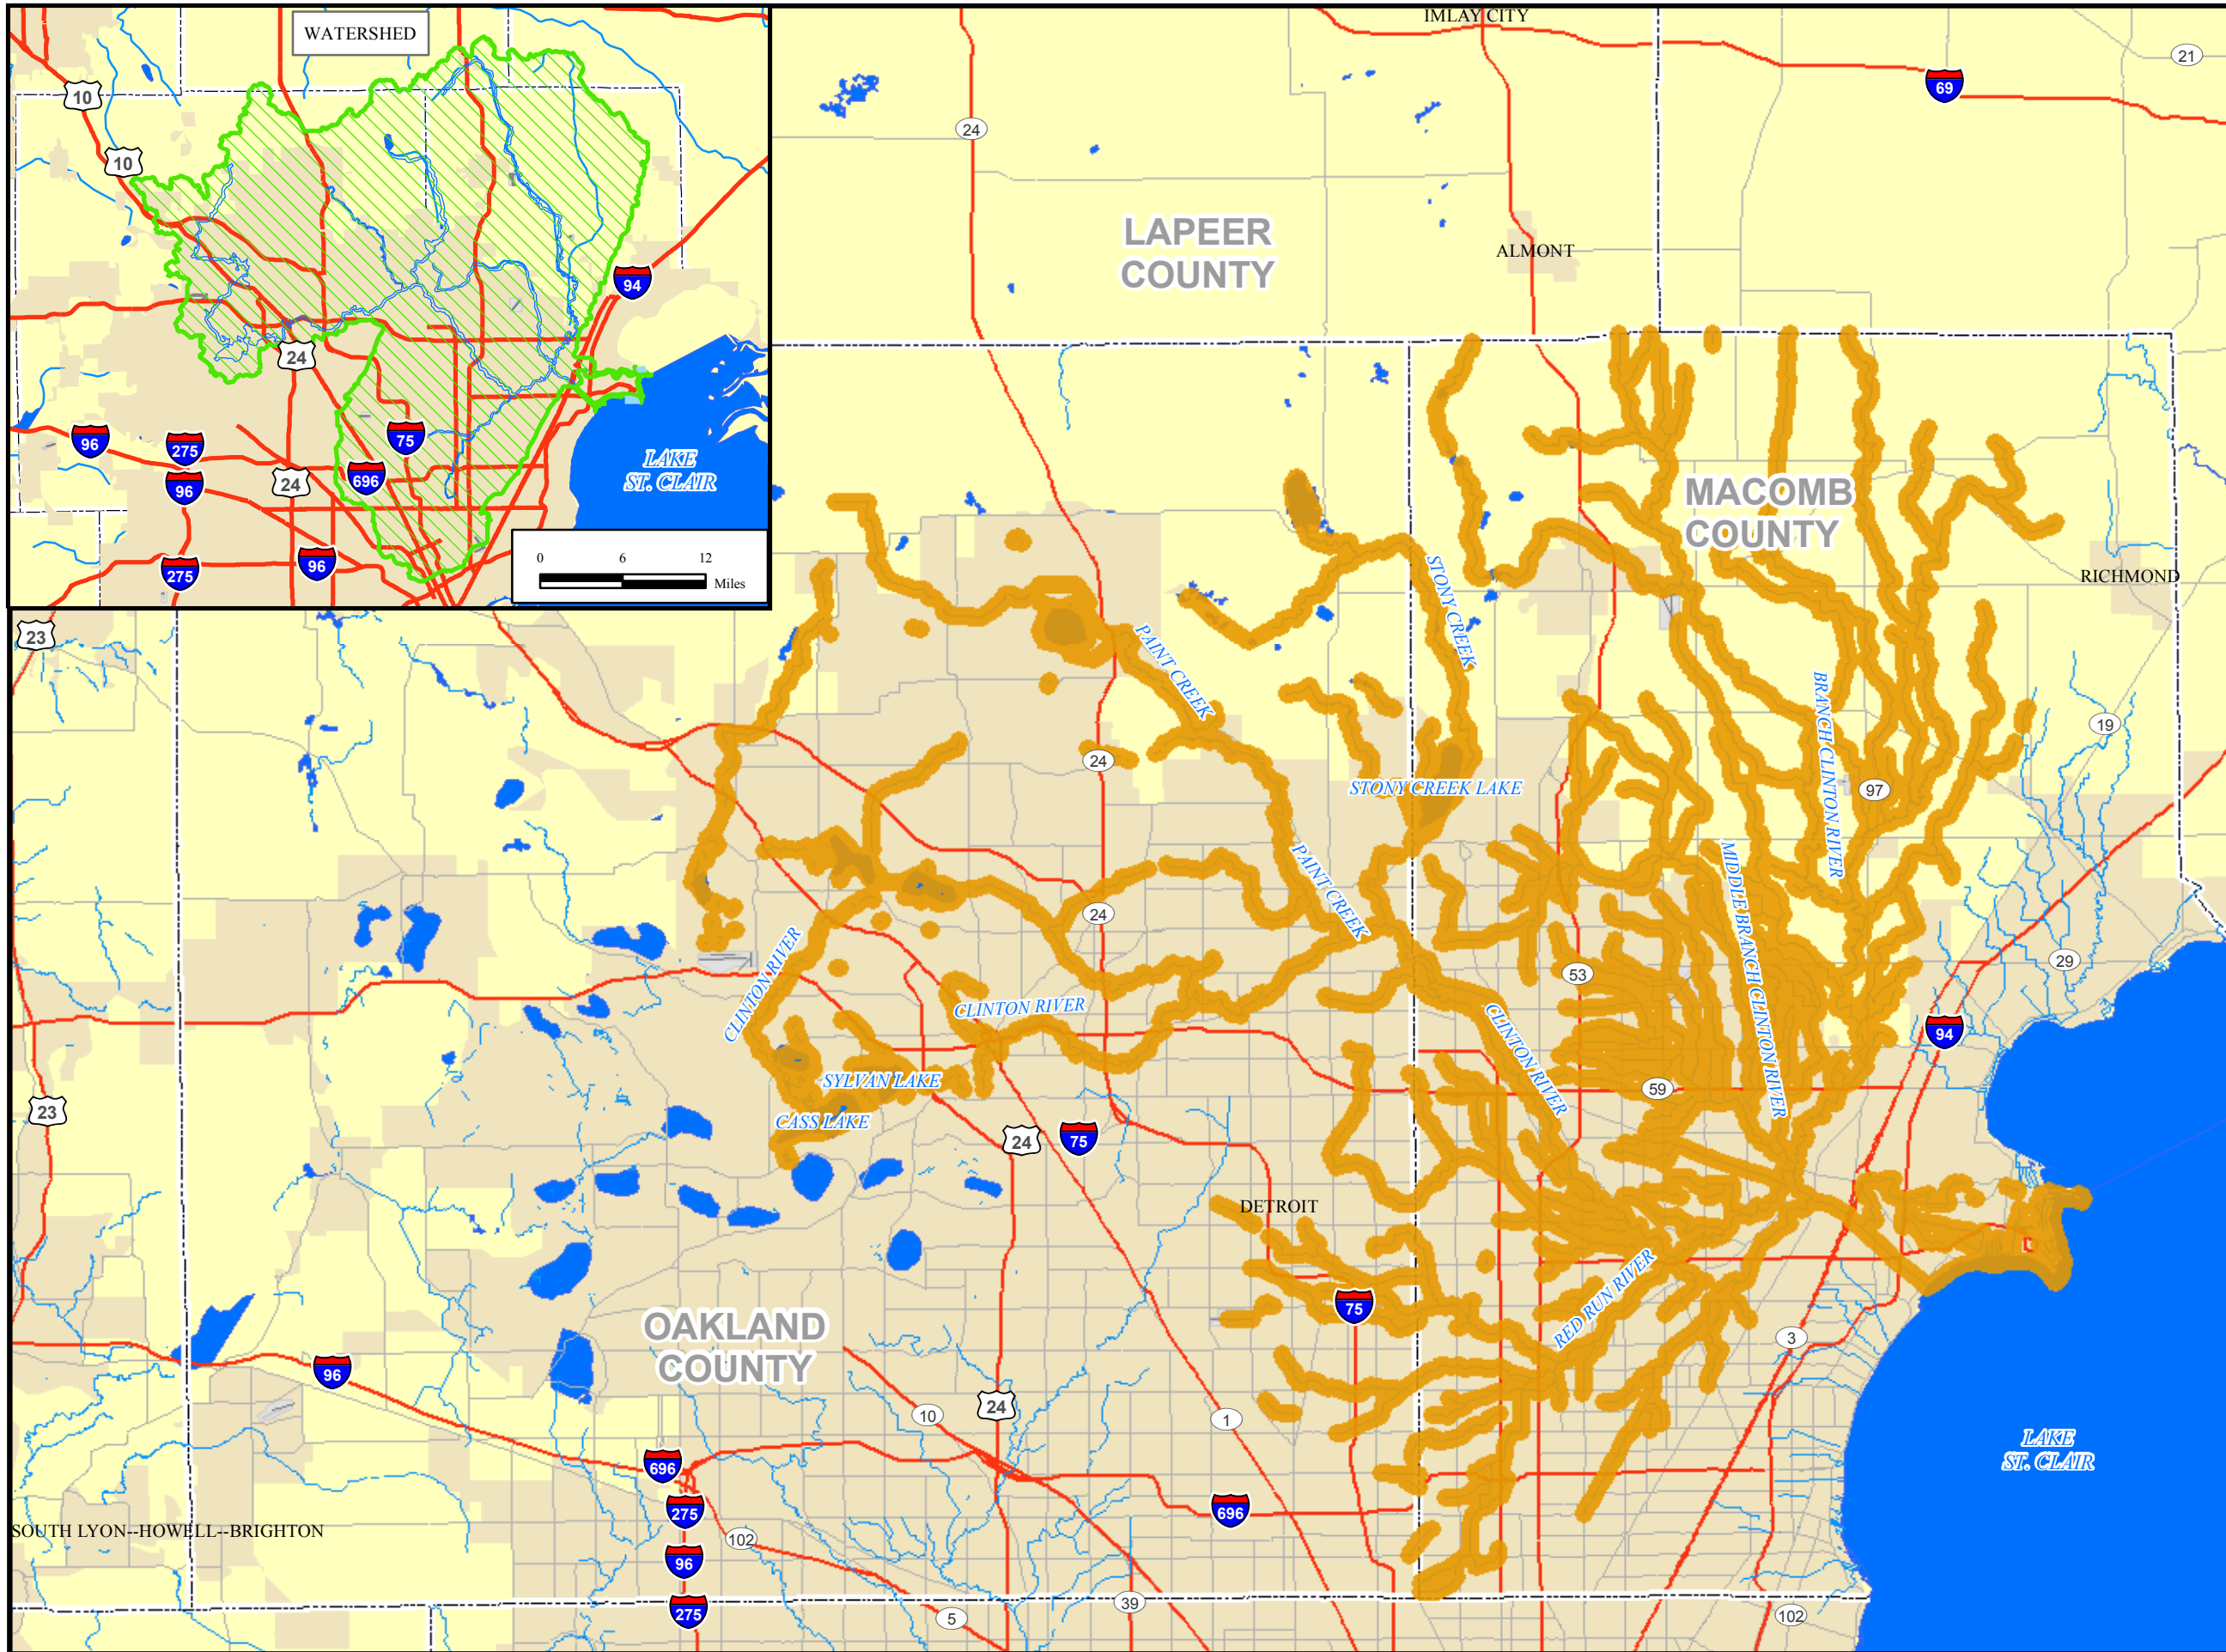 WATERSHED
10
10
94
24
96
275
75
96
24
696
LAKE
ST. CLAIR
275
96
0 6 12
Miles
IMLAY CITY
21
69
24
LAPEER
COUNTY
ALMONT
MACOMB
COUNTY
RICHMOND
23
STONY CREEK
PAINT CREEK
BRANCH CLINTON RIVER
19
24
STONY CREEK LAKE
97
PAINT CREEK
MIDDLE BRANCH CLINTON RIVER
24
CLINTON RIVER
53
29
CLINTON RIVER
CLINTON RIVER
94
SYLVAN LAKE
59
23
CASS LAKE
24
75
DETROIT
RED RUN RIVER
75
OAKLAND
COUNTY
3
96
24
10
1
LAKE
ST. CLAIR
696
275
696
SOUTH LYON--HOWELL--BRIGHTON
102
96
275
39
5
102